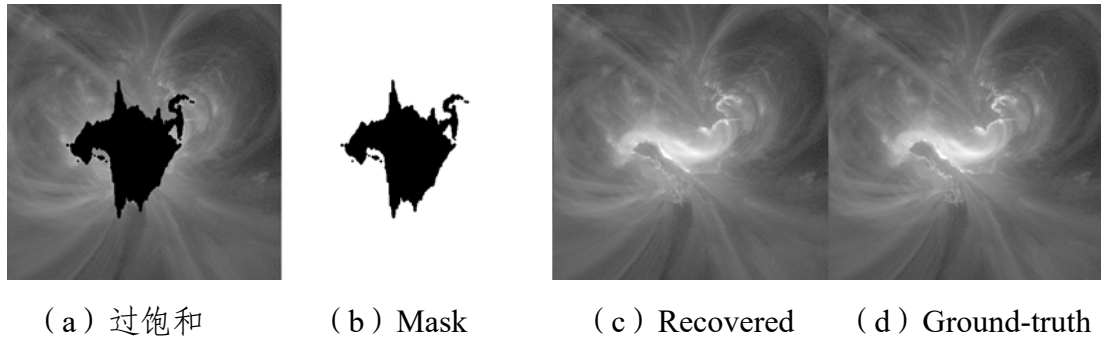 （a）过饱和
（b）Mask
（c）Recovered
（d）Ground-truth